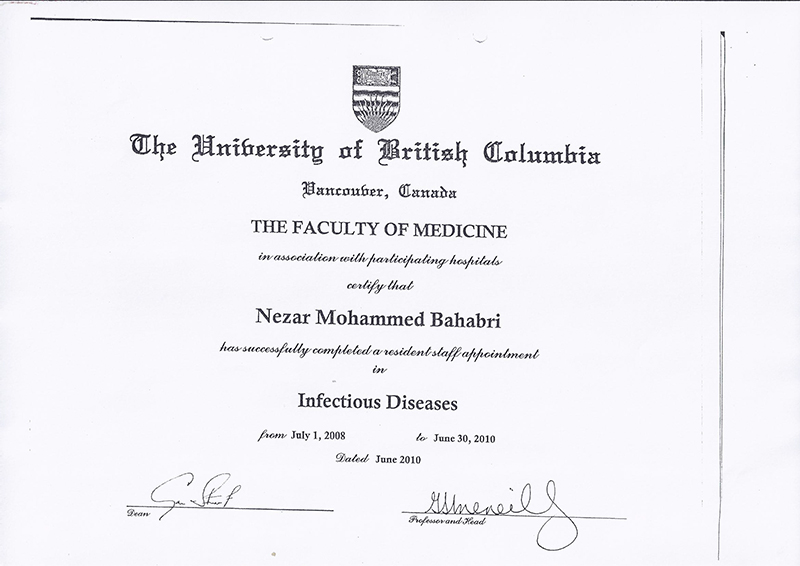 The University of British Columbia
Vancouver, Canada
THE FACULTY OF MEDICINE
in association with participating hospitals
certify that
Nezar Mohammed Bahabri
has successfully completed a resident staff appointment
in
Infectious Diseases
from July 1, 2008 to June 30, 2010
Dated June 2010
Dean Professor and Head